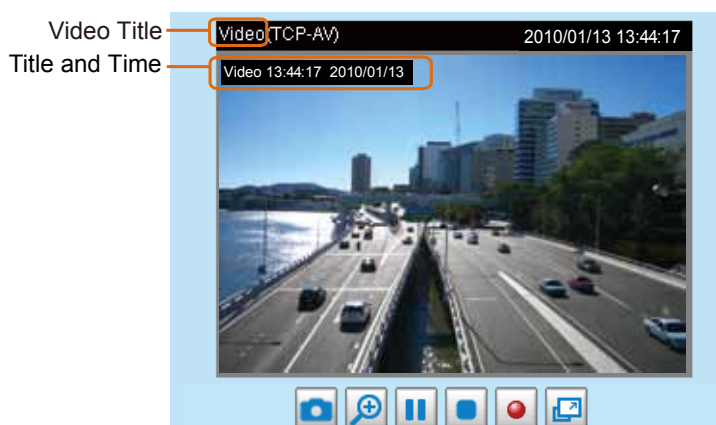 Video Title
Video(TCP-AV) 2010/01/13 13:44:17
Title and Time
Video 13:44:17 2010/01/13